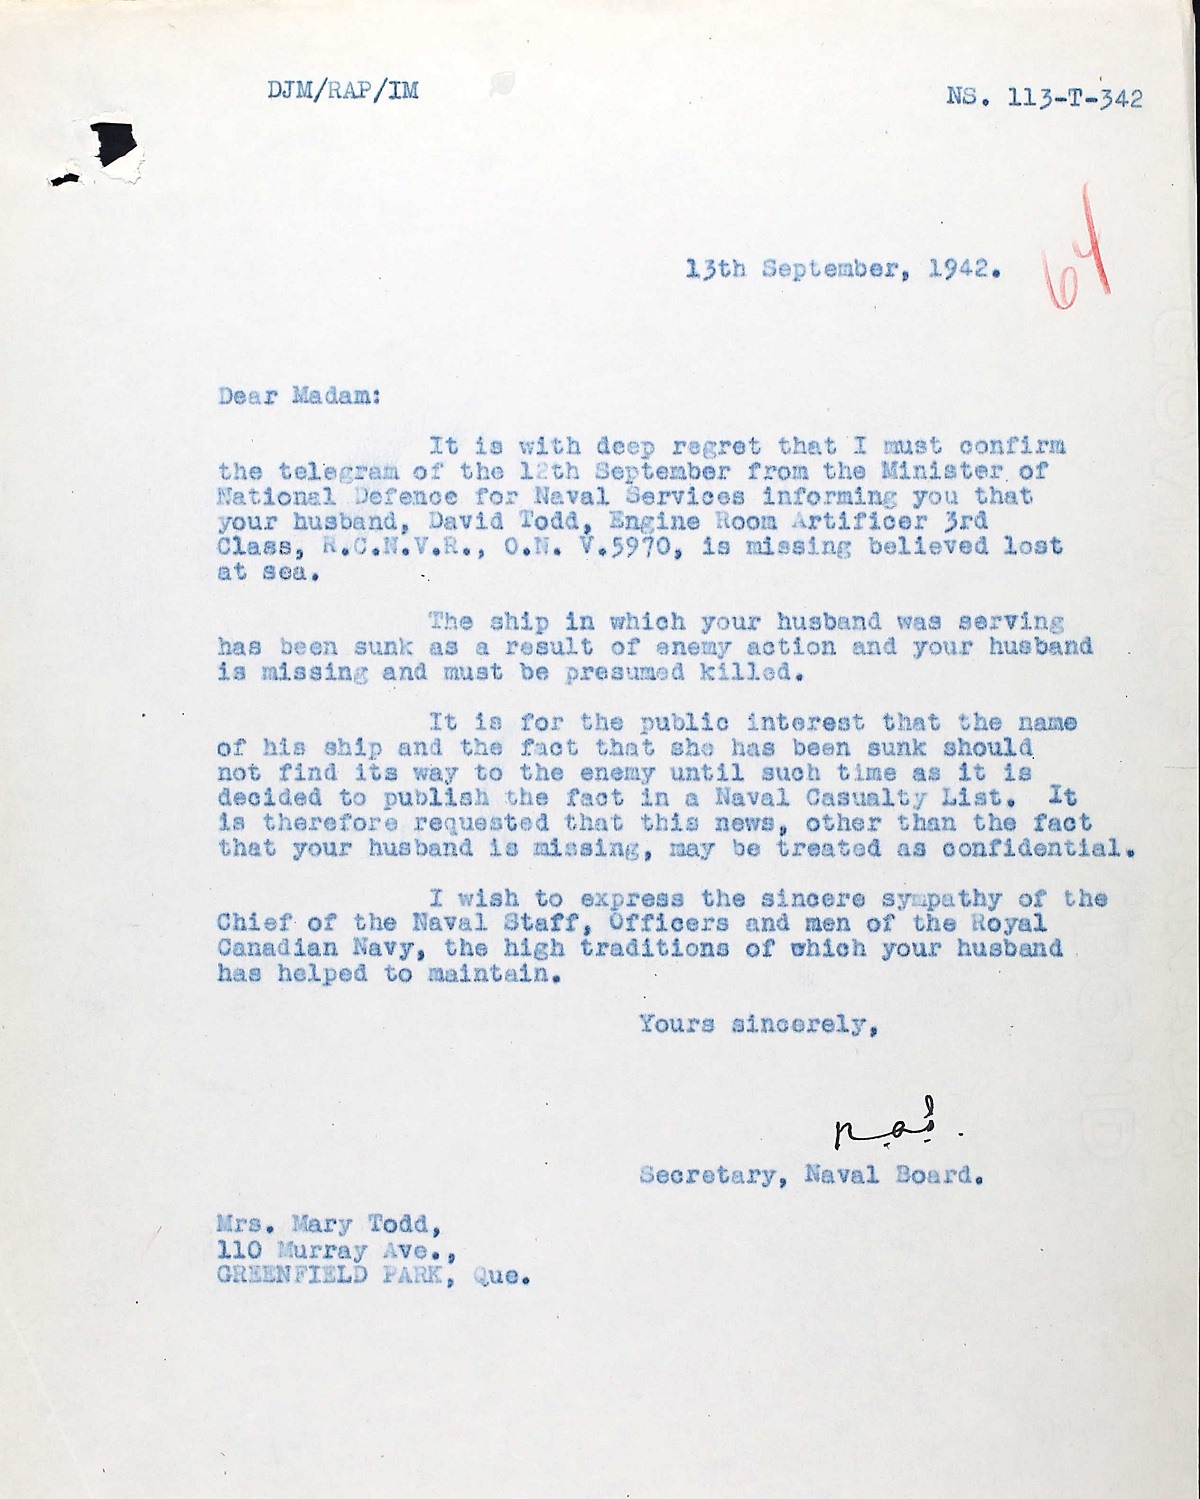 DJM/RAP/IM
NS. 113-T-342
64
13th September, 1942.
Dear Madam:
It is with deep regret that I must confirm
the telegram of the 12th September from the Minister of
National Defence for Naval Services informing you that
your husband, David Todd, Engine Room Artificer 3rd
Class, R.C.N.V.R., O.N. V.5970, is missing believed lost
at sea.
The ship in which your husband was serving
has been sunk as a result of enemy action and your husband
is missing and must be presumed killed.
It is for the public interest that the name
of his ship and the fact that she has been sunk should
not find its way to the enemy until such time as it is
decided to publish the fact in a Naval Casualty List. It
is therefore requested that this news, other than the fact
that your husband is missing, may be treated as confidential.
I wish to express the sincere sympathy of the
Chief of the Naval Staff, Officers and men of the Royal
Canadian Navy, the high traditions of which your husband
has helped to maintain.
Yours sincerely,
Secretary, Naval Board.
Mrs. Mary Todd,
110 Murray Ave.,
GREENFIELD PARK, Que.